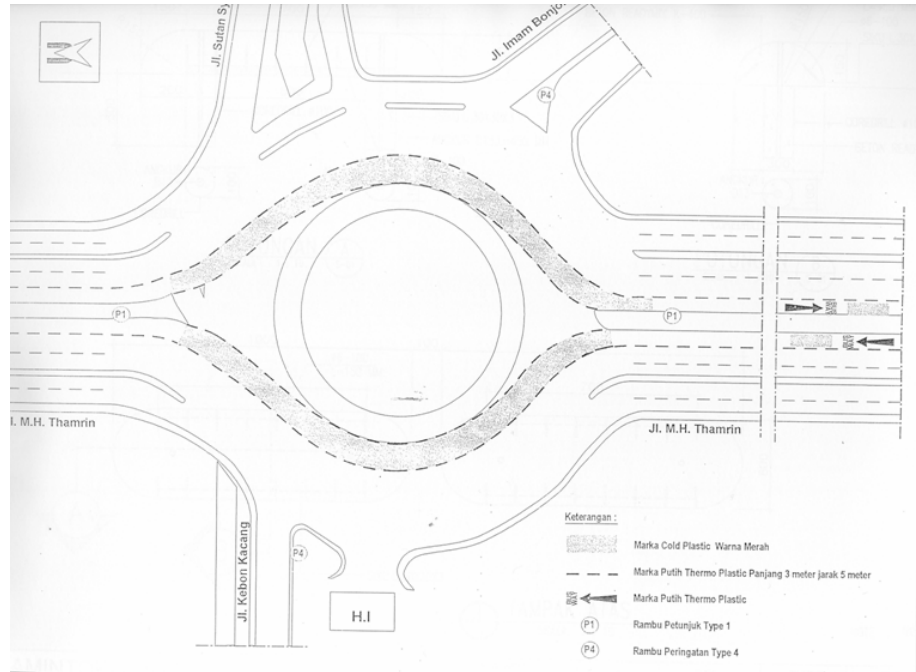 Jl. Sutan Sy
Jl. Imam Bonjo
P4
P1
P1
l. M.H. Thamrin
Jl. M.H. Thamrin
Jl. Kebon Kacang
P4
H.I
Keterangan :
Marka Cold Plastic Warna Merah
Marka Putih Thermo Plastic Panjang 3 meter jarak 5 meter
Marka Putih Thermo Plastic
P1 Rambu Petunjuk Type 1
P4 Rambu Peringatan Type 4